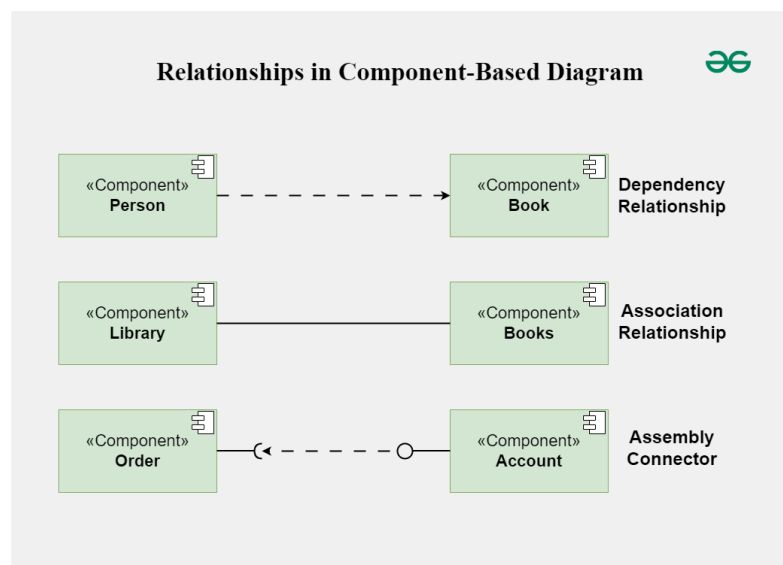 Relationships in Component-Based Diagram
«Component»
Person
«Component»
Book
Dependency
Relationship
«Component»
Library
«Component»
Books
Association
Relationship
«Component»
Order
«Component»
Account
Assembly
Connector